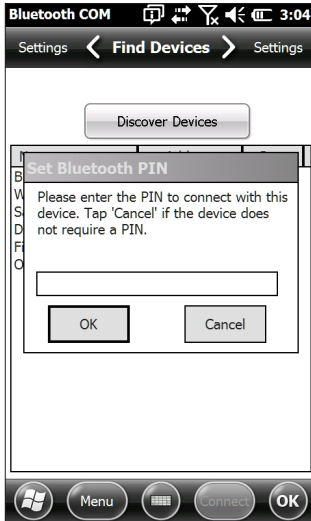 Bluetooth COM 3:04
Settings Find Devices Settings
Discover Devices
Set Bluetooth PIN
Please enter the PIN to connect with this
device. Tap 'Cancel' if the device does
not require a PIN.
OK Cancel
Menu Connect OK